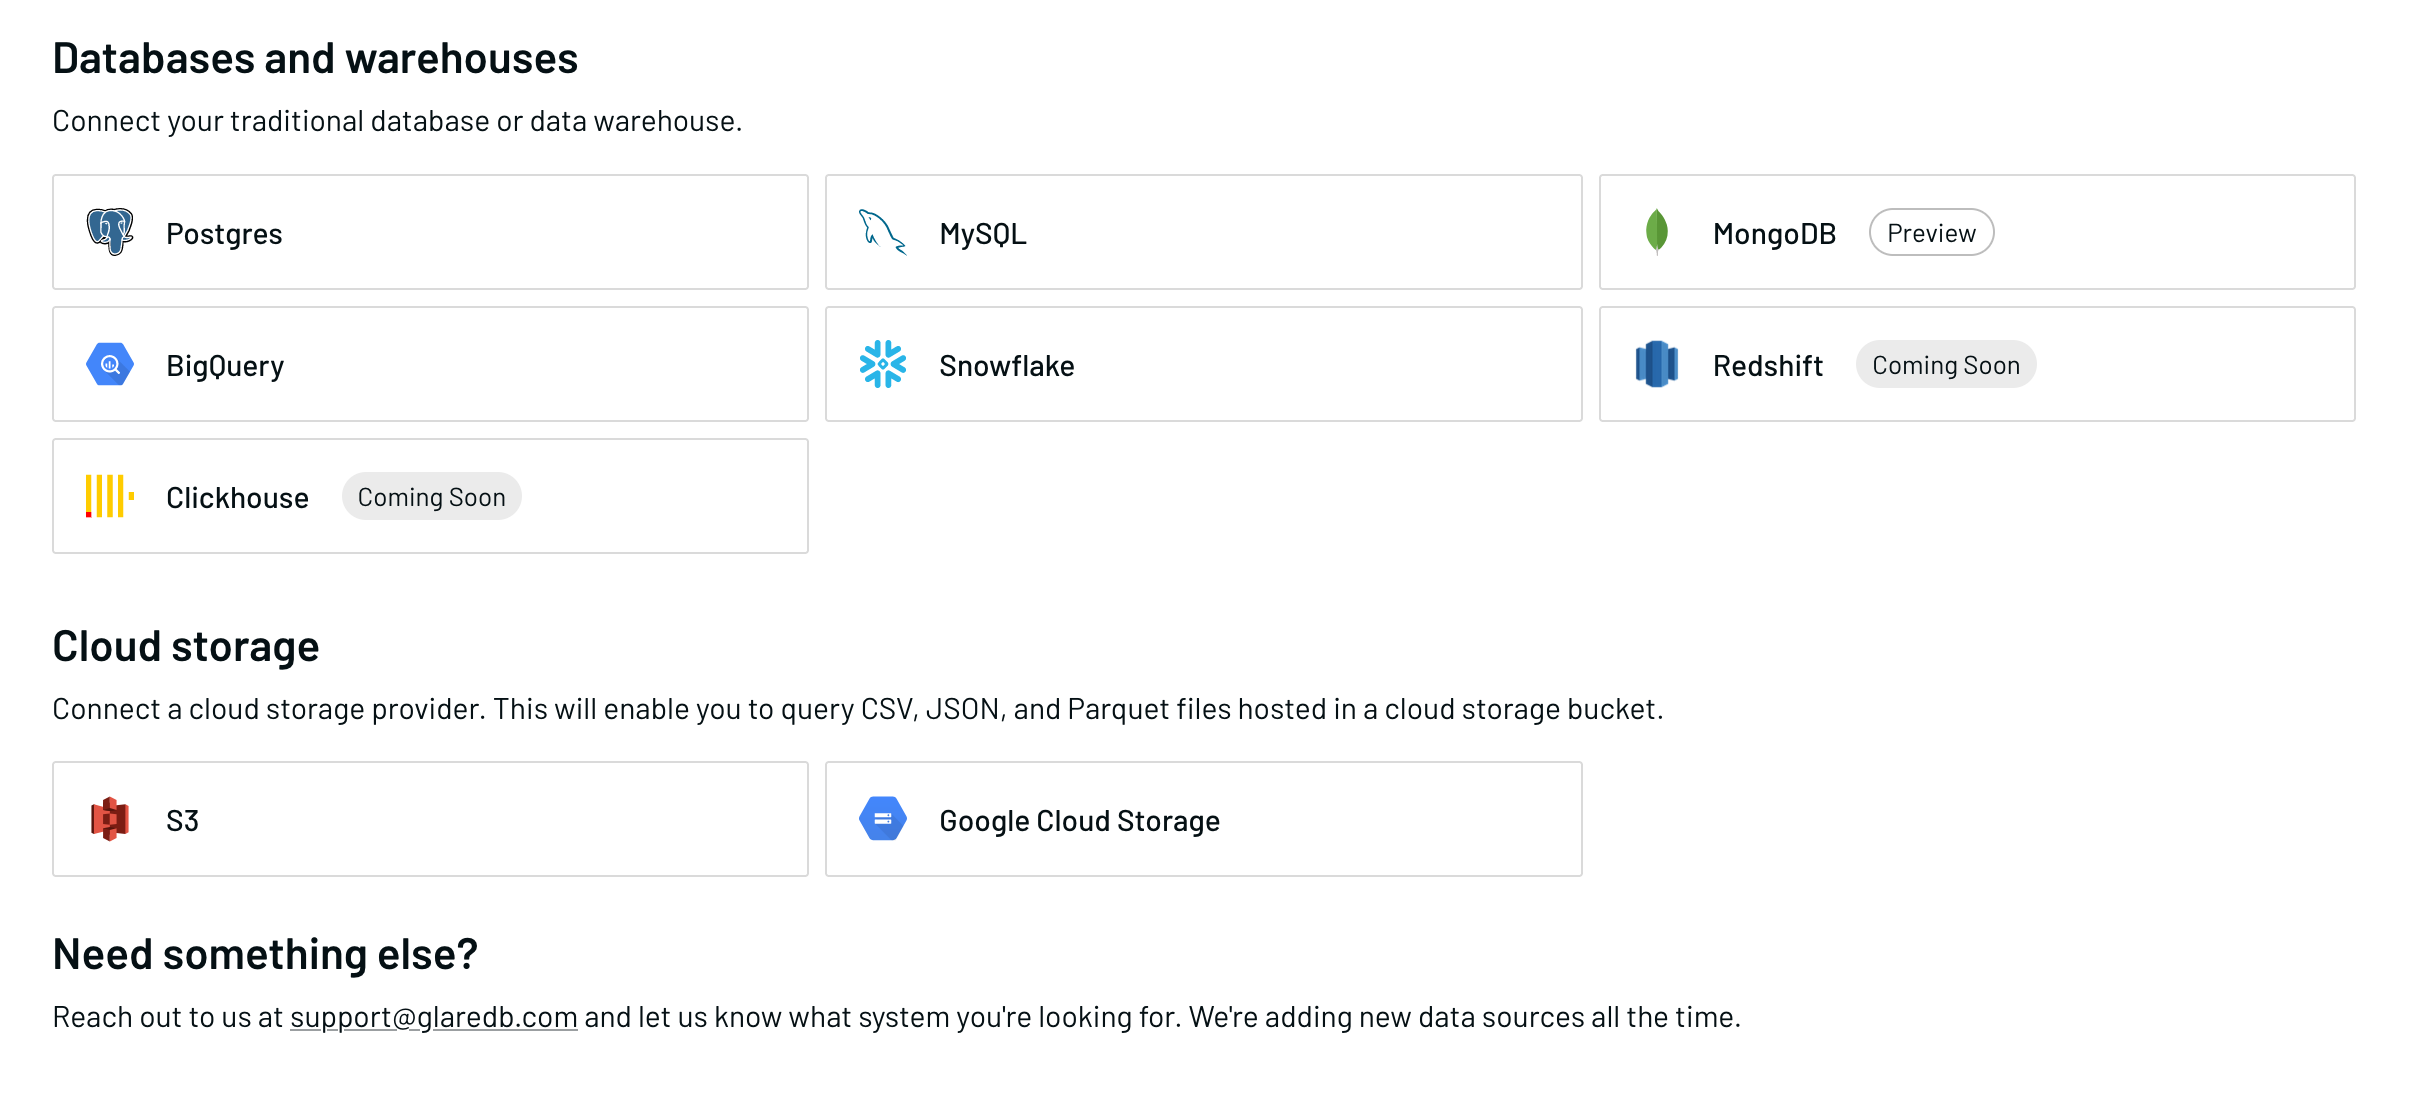 Databases and warehouses
Connect your traditional database or data warehouse.
Postgres
MySQL
MongoDB Preview
BigQuery
Snowflake
Redshift Coming Soon
Clickhouse Coming Soon
Cloud storage
Connect a cloud storage provider. This will enable you to query CSV, JSON, and Parquet files hosted in a cloud storage bucket.
S3
Google Cloud Storage
Need something else?
Reach out to us at support@glaredb.com and let us know what system you're looking for. We're adding new data sources all the time.